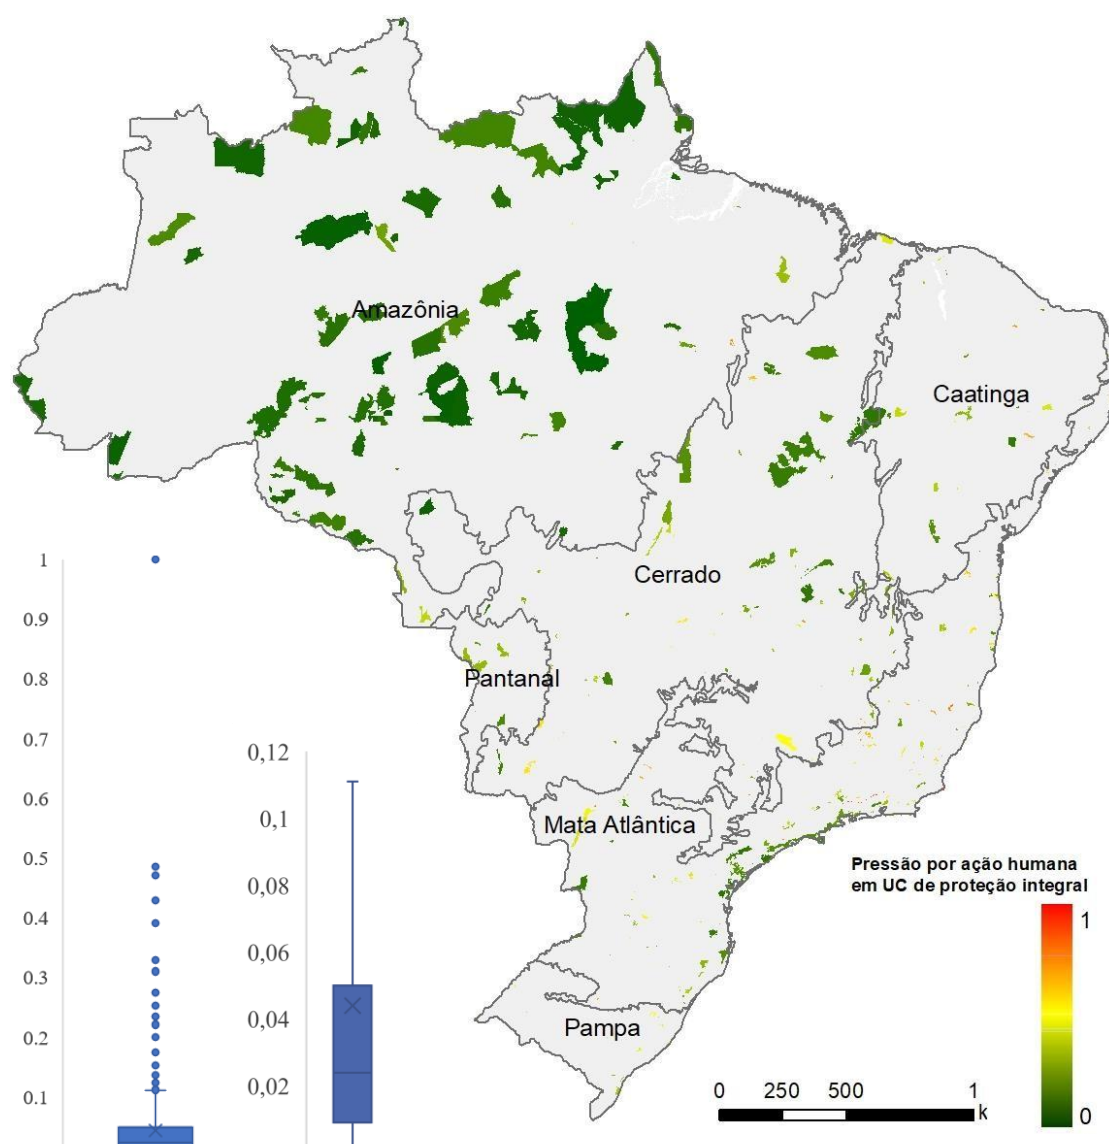 Amazônia
Caatinga
Cerrado
Pantanal
Mata Atlântica
Pampa
1
0.9
0.8
0.7
0.6
0.5
0.4
0.3
0.2
0.1
0,12
0,1
0,08
0,06
0,04
0,02
Pressão por ação humana
em UC de proteção integral
1
0
0 250 500 1
k